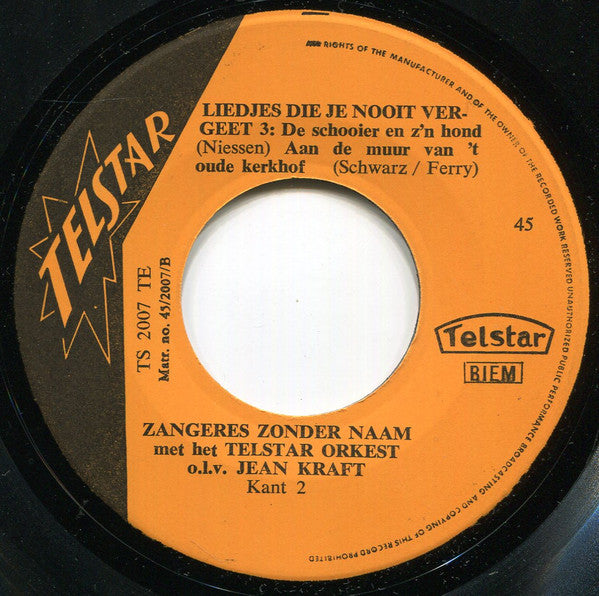 TELSTAR
RIGHTS OF THE MANUFACTURER AND OF THE OWNER OF THE RECORDED WORK RESERVED UNAUTHORIZED PUBLIC PERFORMANCE BROADCASTING AND COPYING OF THIS RECORD PROHIBITED
LIEDJES DIE JE NOOIT VER-
GEET 3: De schooier en z'n hond
(Niessen) Aan de muur van 't
oude kerkhof (Schwarz / Ferry)
45
TS 2007 TE
Matr. no. 45/2007/B
Telstar
BIEM
ZANGERES ZONDER NAAM
met het TELSTAR ORKEST
o.l.v. JEAN KRAFT
Kant 2